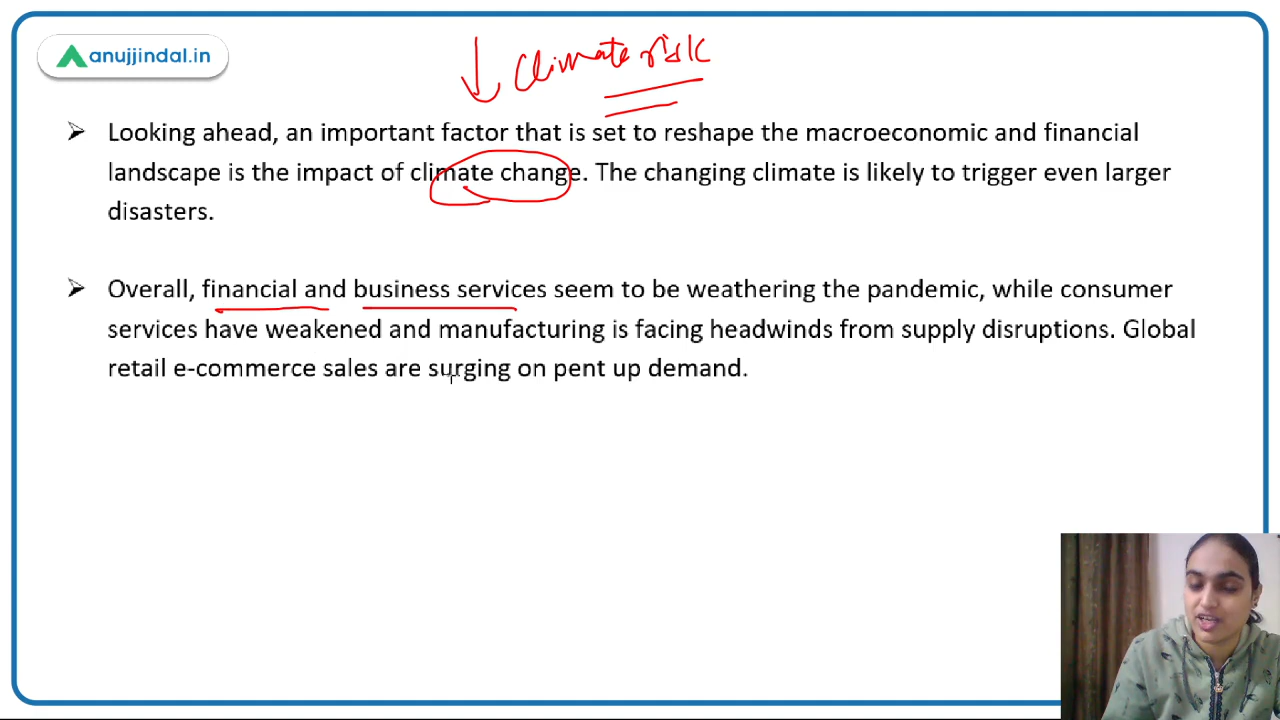 anujjindal.in
↓ Climate risk
➢ Looking ahead, an important factor that is set to reshape the macroeconomic and financial
landscape is the impact of climate change. The changing climate is likely to trigger even larger
disasters.
➢ Overall, financial and business services seem to be weathering the pandemic, while consumer
services have weakened and manufacturing is facing headwinds from supply disruptions. Global
retail e-commerce sales are surging on pent up demand.